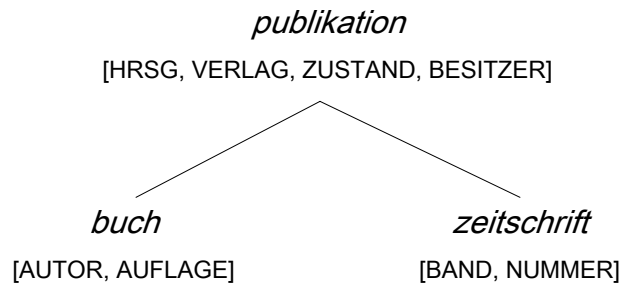 publikation
[HRSG, VERLAG, ZUSTAND, BESITZER]
buch
[AUTOR, AUFLAGE]
zeitschrift
[BAND, NUMMER]